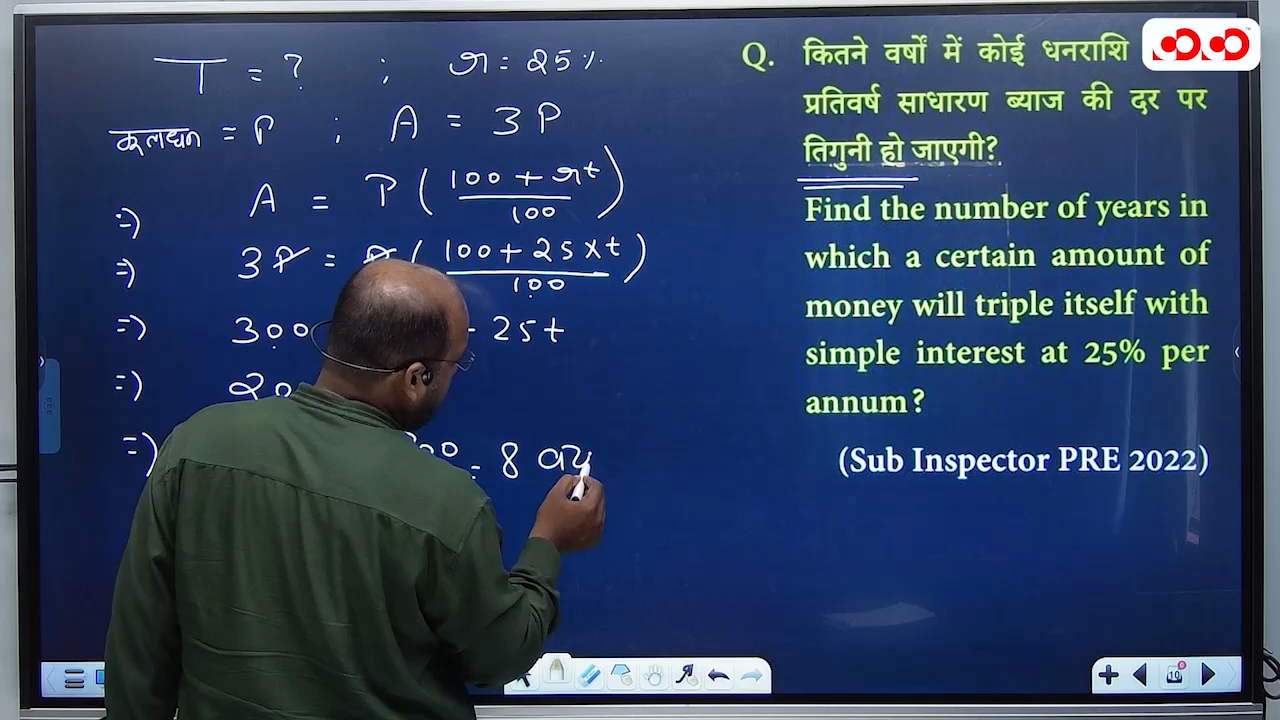 T = ? ; r = 25%
मूलधन = P ; A = 3P
=) A = P ( 100 + rt / 100 )
=) 3P = P ( 100 + 25×t / 100 )
=) 300 25t
=) 20
=) = 8 वर्
Q. कितने वर्षों में कोई धनराशि
प्रतिवर्ष साधारण ब्याज की दर पर
तिगुनी हो जाएगी?
Find the number of years in
which a certain amount of
money will triple itself with
simple interest at 25% per
annum?
(Sub Inspector PRE 2022)
10